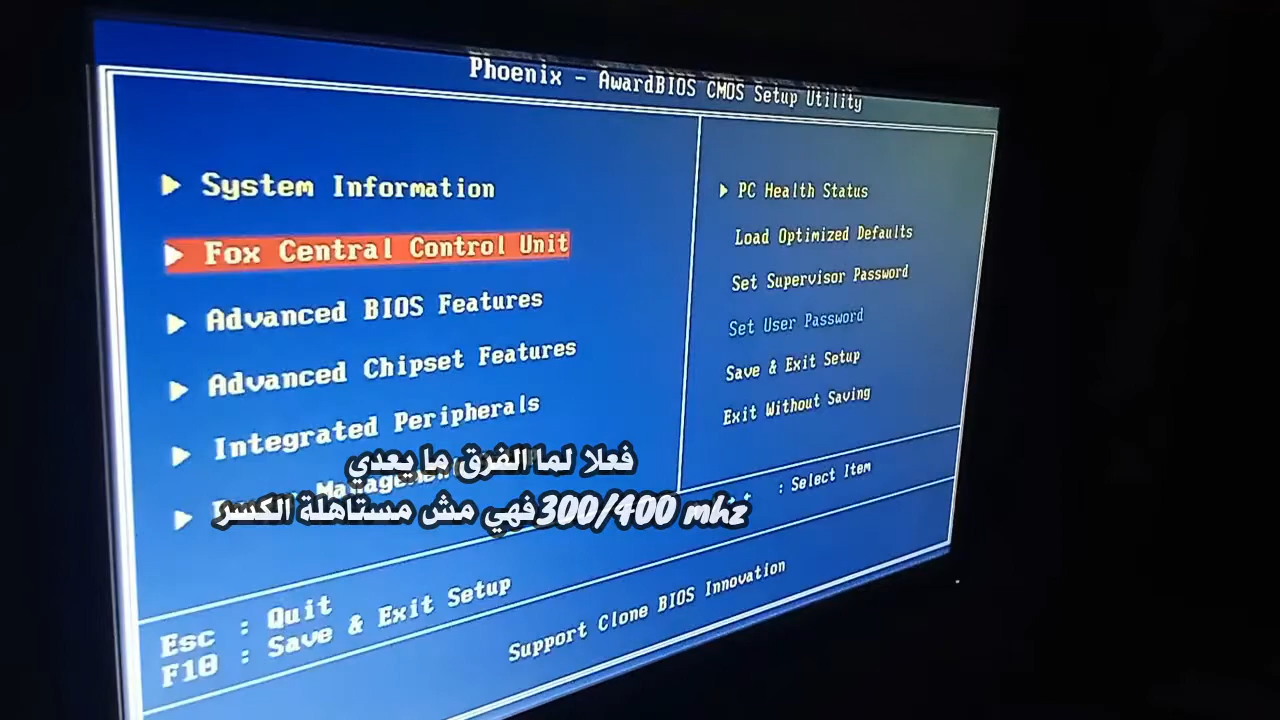 Phoenix - AwardBIOS CMOS Setup Utility
System Information
Fox Central Control Unit
Advanced BIOS Features
Advanced Chipset Features
Integrated Peripherals
Management
PC Health Status
Load Optimized Defaults
Set Supervisor Password
Set User Password
Save & Exit Setup
Exit Without Saving
فعلا لما الفرق ما يعدي
300/400 mhz فهي مش مستاهلة الكسر
Esc : Quit
F10 : Save & Exit Setup
: Select Item
Support Clone BIOS Innovation